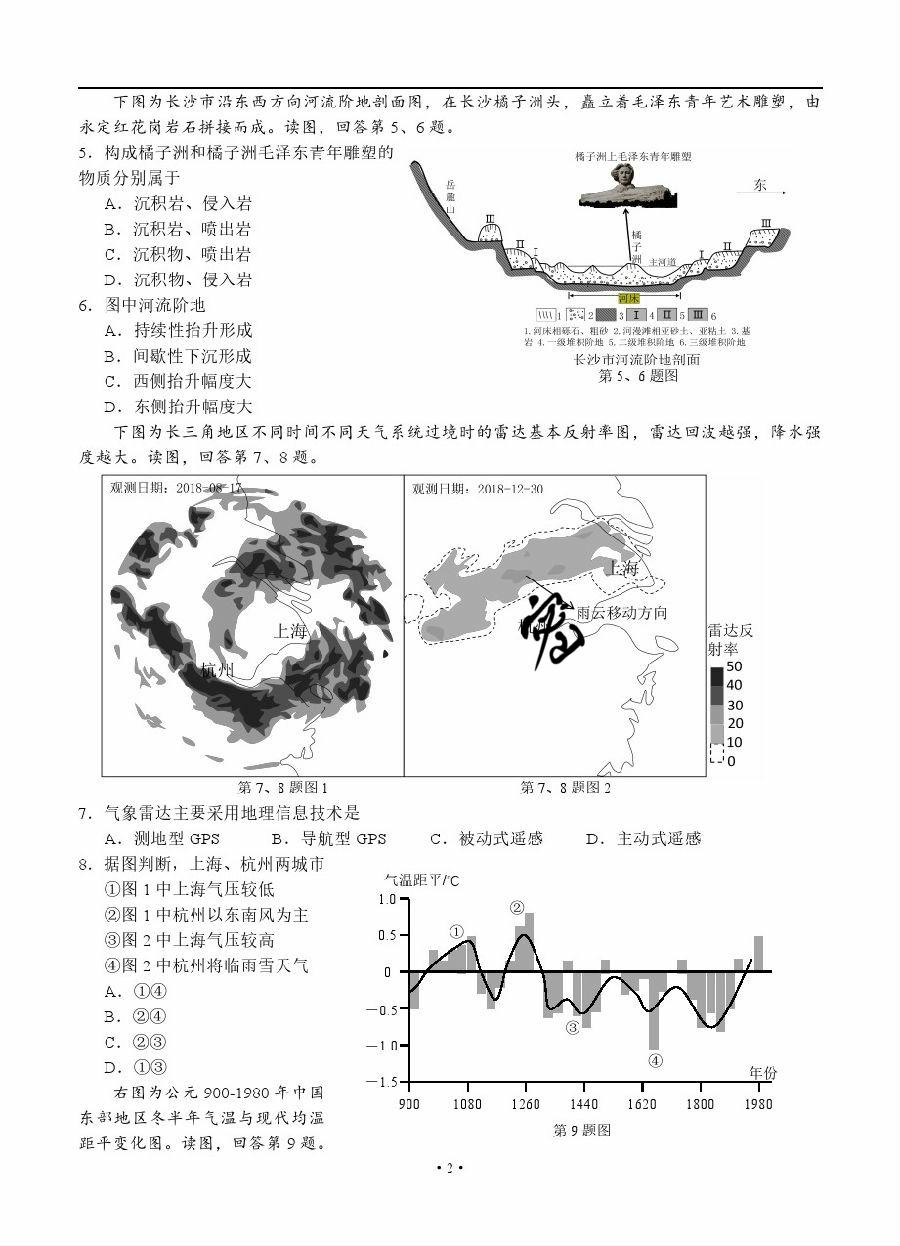 下图为长沙市沿东西方向河流阶地剖面图，在长沙橘子洲头，矗立着毛泽东青年艺术雕塑，由
永定红花岗岩石拼接而成。读图，回答第 5、6 题。
5．构成橘子洲和橘子洲毛泽东青年雕塑的
物质分别属于
A．沉积岩、侵入岩
B．沉积岩、喷出岩
C．沉积物、喷出岩
D．沉积物、侵入岩
6．图中河流阶地
A．持续性抬升形成
B．间歇性下沉形成
C．西侧抬升幅度大
D．东侧抬升幅度大
橘子洲上毛泽东青年雕塑
岳麓山
东
Ⅲ
Ⅱ
I
橘子洲
主河道
I
Ⅱ
Ⅲ
河床
1 2 3 I 4 Ⅱ 5 Ⅲ 6
1.河床相砾石、粗砂 2.河漫滩相亚砂土、亚粘土 3.基
岩 4.一级堆积阶地 5.二级堆积阶地 6.三级堆积阶地
长沙市河流阶地剖面
第 5、6 题图
下图为长三角地区不同时间不同天气系统过境时的雷达基本反射率图，雷达回波越强，降水强
度越大。读图，回答第 7、8 题。
观测日期：2018-08-17
上海
杭州
观测日期：2018-12-30
上海
雨云移动方向
雷达反
射率
50
40
30
20
10
0
第 7、8 题图 1
第 7、8 题图 2
7．气象雷达主要采用地理信息技术是
A．测地型 GPS B．导航型 GPS C．被动式遥感 D．主动式遥感
8．据图判断，上海、杭州两城市
①图 1 中上海气压较低
②图 1 中杭州以东南风为主
③图 2 中上海气压较高
④图 2 中杭州将临雨雪天气
A．①④
B．②④
C．②③
D．①③
右图为公元 900-1980 年中国
东部地区冬半年气温与现代均温
距平变化图。读图，回答第 9 题。
气温距平/℃
1.0
0.5
0
-0.5
-1.0
-1.5
①
②
③
④
年份
900 1080 1260 1440 1620 1800 1980
第 9 题图
· 2 ·